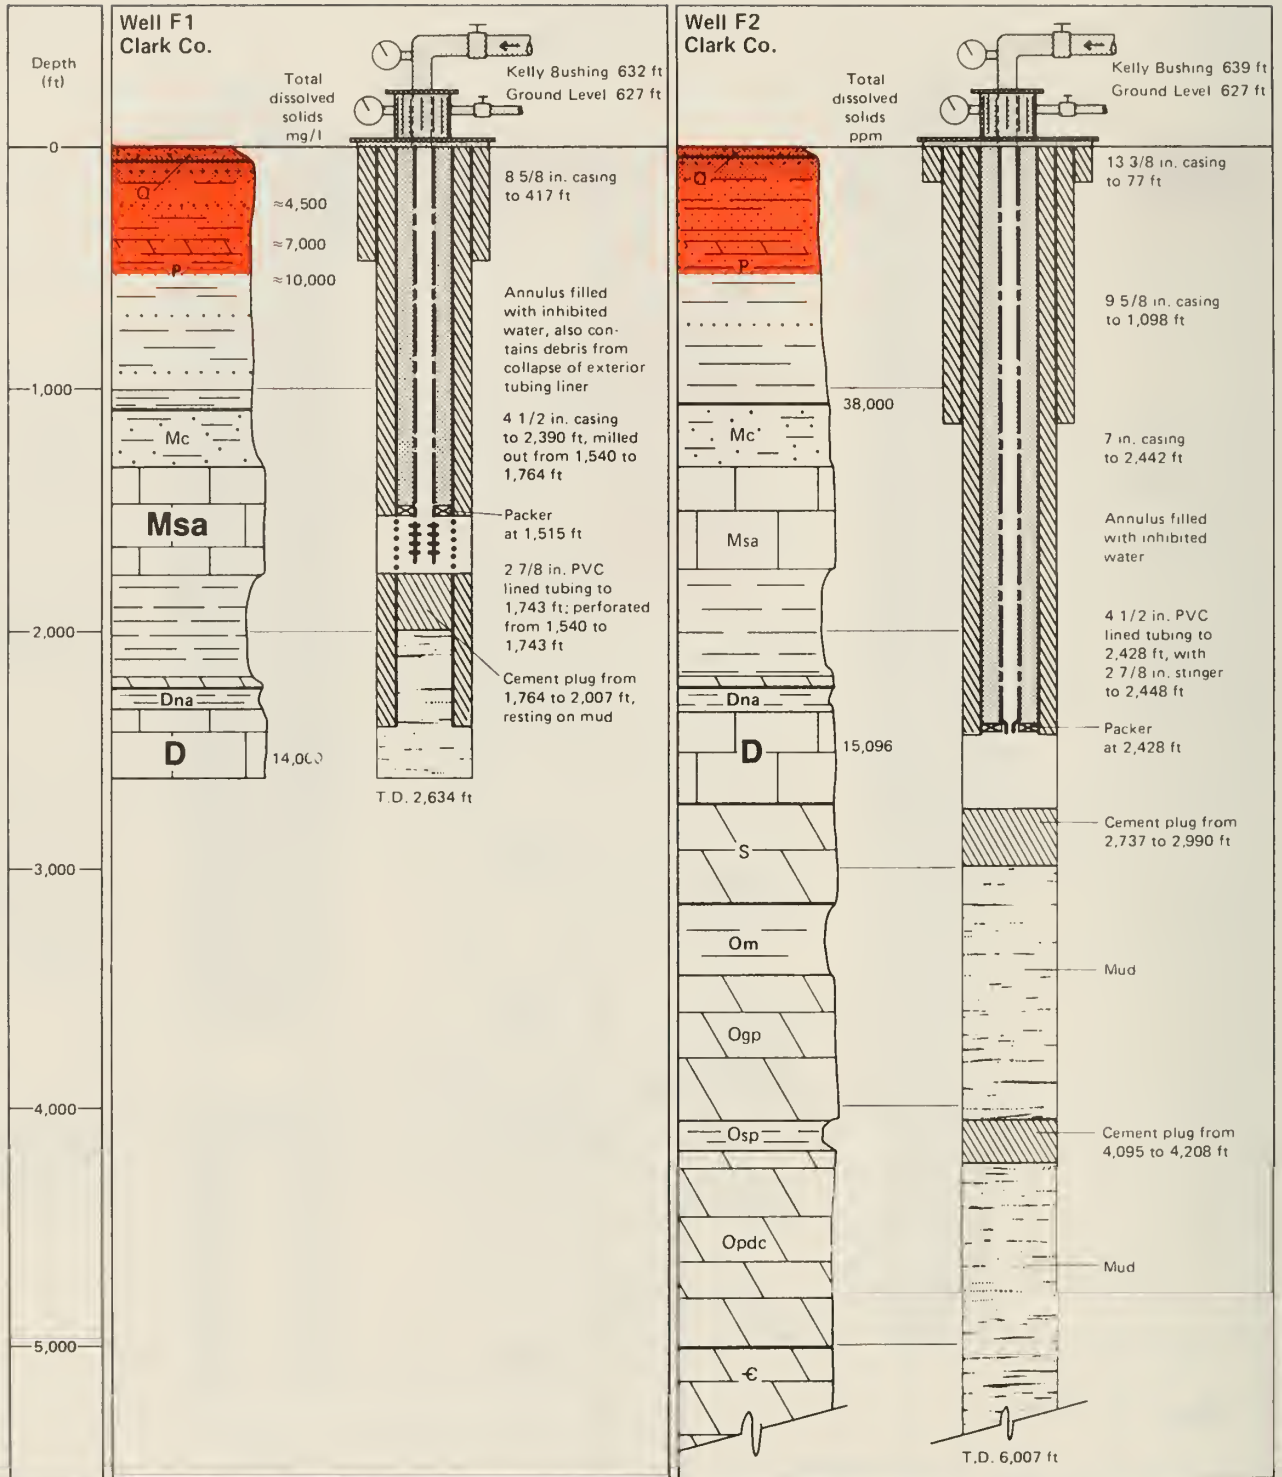 Depth
(ft)
0
1,000
2,000
3,000
4,000
5,000
Well F1
Clark Co.
Total
dissolved
solids
mg/l
Kelly Bushing 632 ft
Ground Level 627 ft
Q
P
Mc
Msa
Dna
D
≈4,500
≈7,000
≈10,000
14,000
8 5/8 in. casing
to 417 ft
Annulus filled
with inhibited
water, also con-
tains debris from
collapse of exterior
tubing liner
4 1/2 in. casing
to 2,390 ft, milled
out from 1,540 to
1,764 ft
Packer
at 1,515 ft
2 7/8 in. PVC
lined tubing to
1,743 ft; perforated
from 1,540 to
1,743 ft
Cement plug from
1,764 to 2,007 ft,
resting on mud
T.D. 2,634 ft
Well F2
Clark Co.
Total
dissolved
solids
ppm
Kelly Bushing 639 ft
Ground Level 627 ft
Q
P
Mc
Msa
Dna
D
S
Om
Ogp
Osp
Opdc
Є
38,000
15,096
13 3/8 in. casing
to 77 ft
9 5/8 in. casing
to 1,098 ft
7 in. casing
to 2,442 ft
Annulus filled
with inhibited
water
4 1/2 in. PVC
lined tubing to
2,428 ft, with
2 7/8 in. stinger
to 2,448 ft
Packer
at 2,428 ft
Cement plug from
2,737 to 2,990 ft
Mud
Cement plug from
4,095 to 4,208 ft
Mud
T.D. 6,007 ft